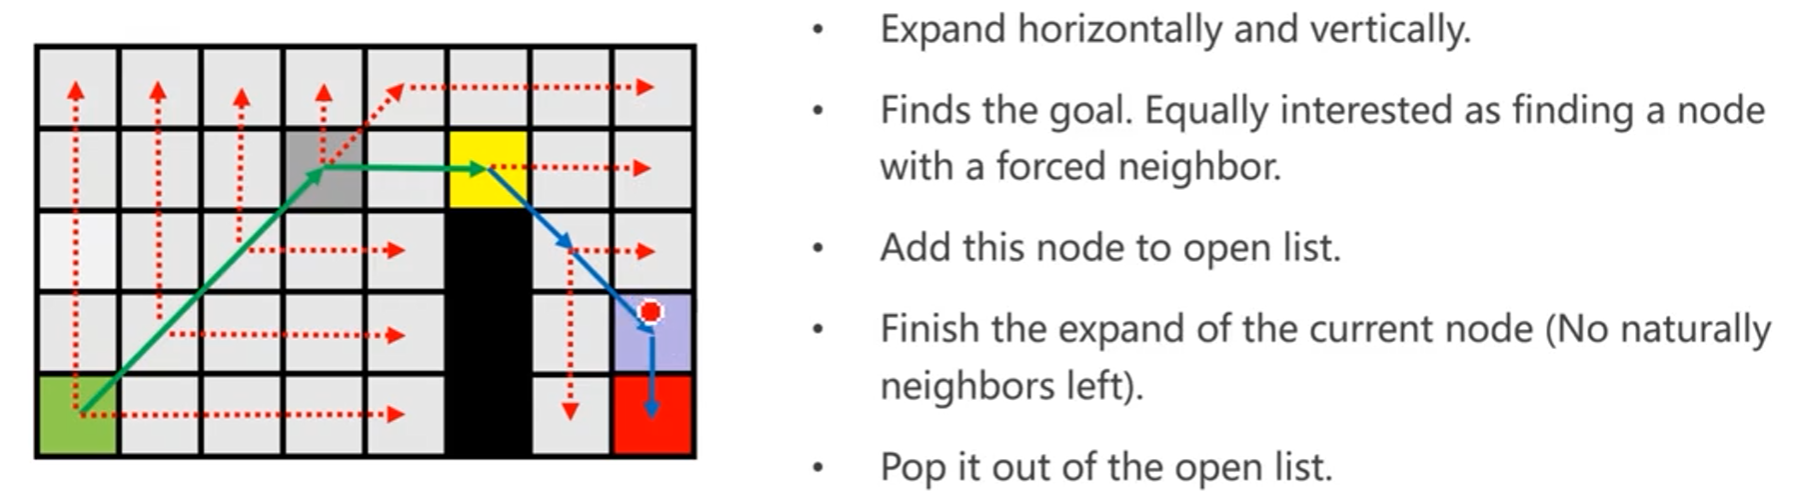 • Expand horizontally and vertically.
• Finds the goal. Equally interested as finding a node
with a forced neighbor.
• Add this node to open list.
• Finish the expand of the current node (No naturally
neighbors left).
• Pop it out of the open list.